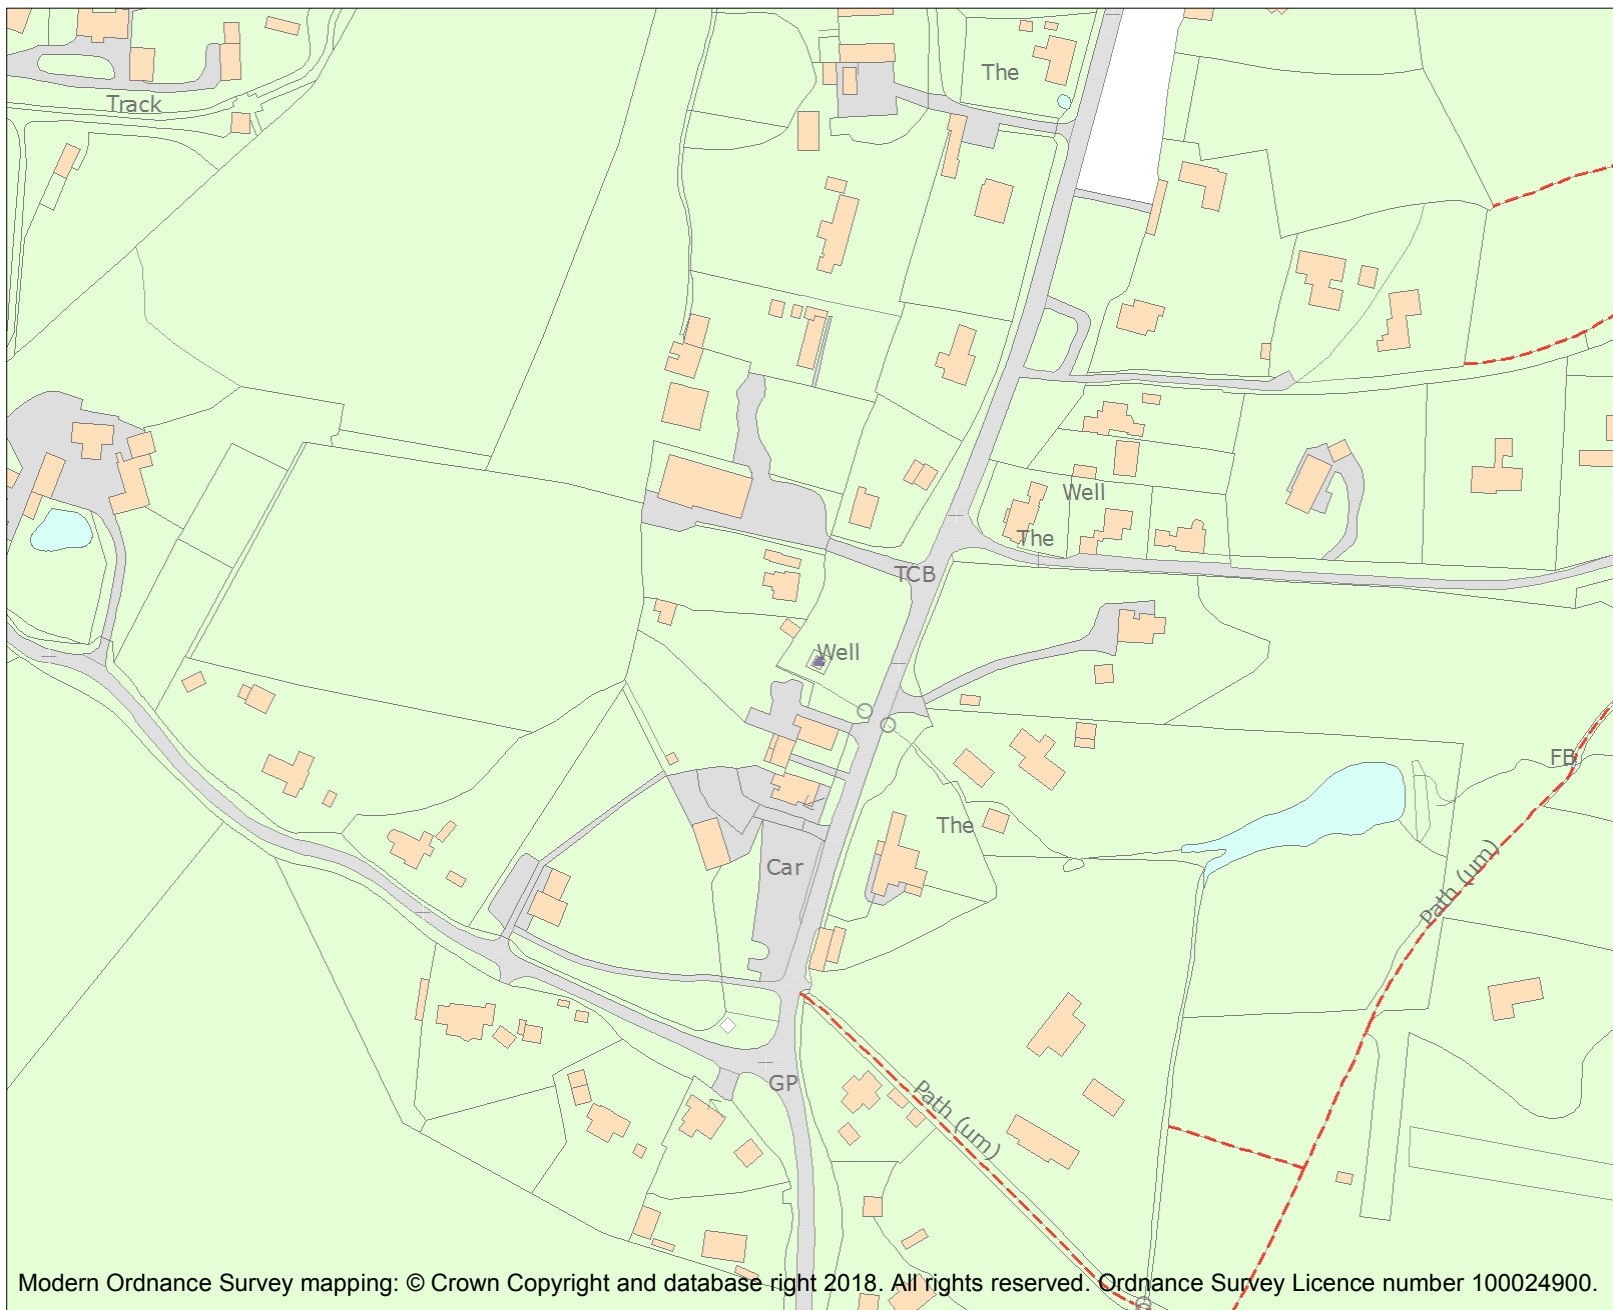 The
Track
Well
The
TCB
Well
FB
The
Path (um)
Car
GP
Path (um)
Modern Ordnance Survey mapping: © Crown Copyright and database right 2018. All rights reserved. Ordnance Survey Licence number 100024900.